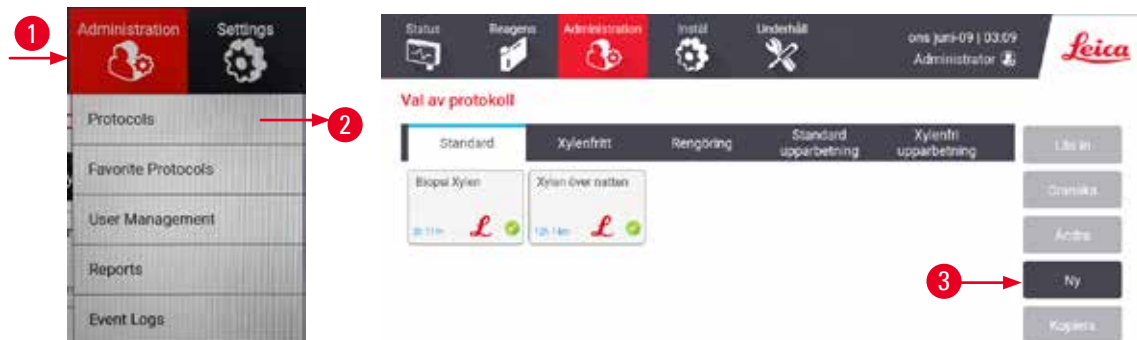 1
Administration
Settings
Protocols
2
Favorite Protocols
User Management
Reports
Event Logs
Status
Reagens
Administration
Inställ
Underhåll
ons juni-09 | 03:09
Administrator
Leica
Val av protokoll
Standard
Xylenfritt
Rengöring
Standard upparbetning
Xylenfri upparbetning
Läs in
Biopsi Xylen
Xylen över natten
Granska
Ändra
3
Ny
Kopiera